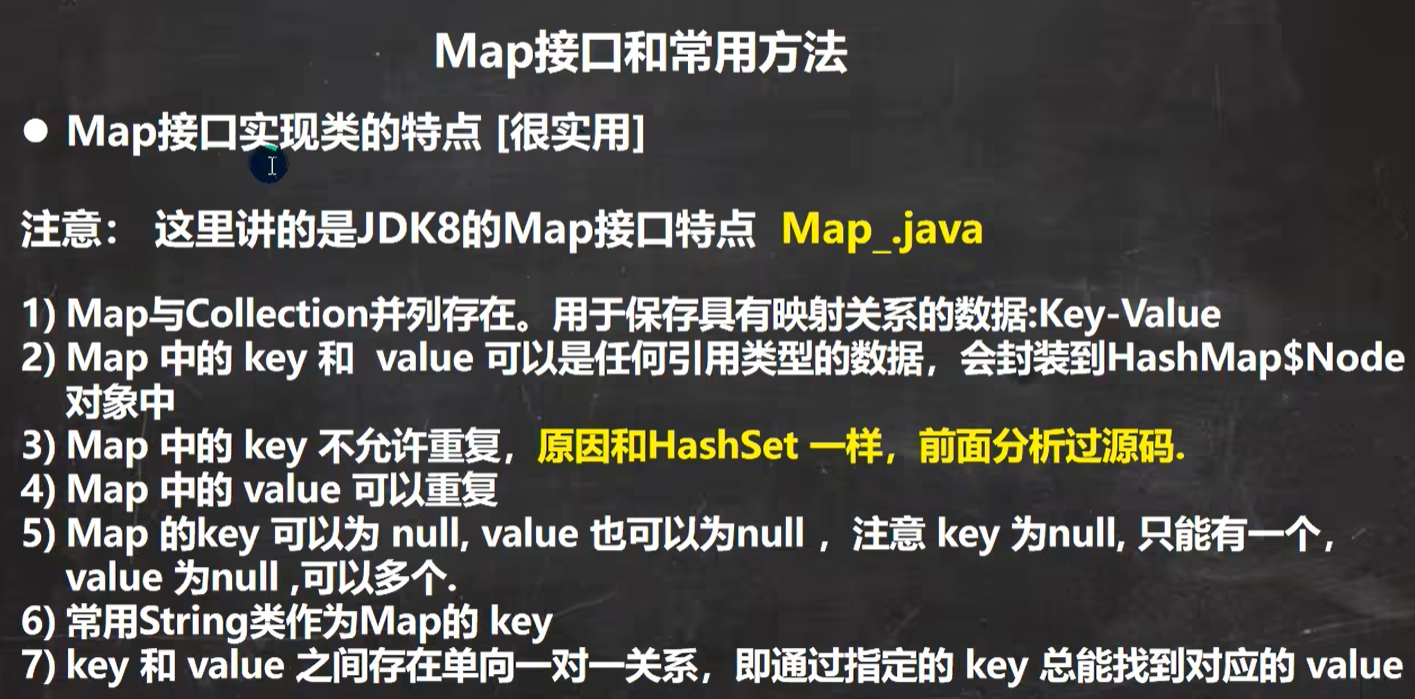 Map接口和常用方法
● Map接口实现类的特点 [很实用]
注意： 这里讲的是JDK8的Map接口特点 Map_.java
1) Map与Collection并列存在。用于保存具有映射关系的数据:Key-Value
2) Map 中的 key 和 value 可以是任何引用类型的数据，会封装到HashMap$Node
对象中
3) Map 中的 key 不允许重复，原因和HashSet 一样，前面分析过源码.
4) Map 中的 value 可以重复
5) Map 的key 可以为 null, value 也可以为null ，注意 key 为null, 只能有一个，
value 为null ,可以多个.
6) 常用String类作为Map的 key
7) key 和 value 之间存在单向一对一关系，即通过指定的 key 总能找到对应的 value